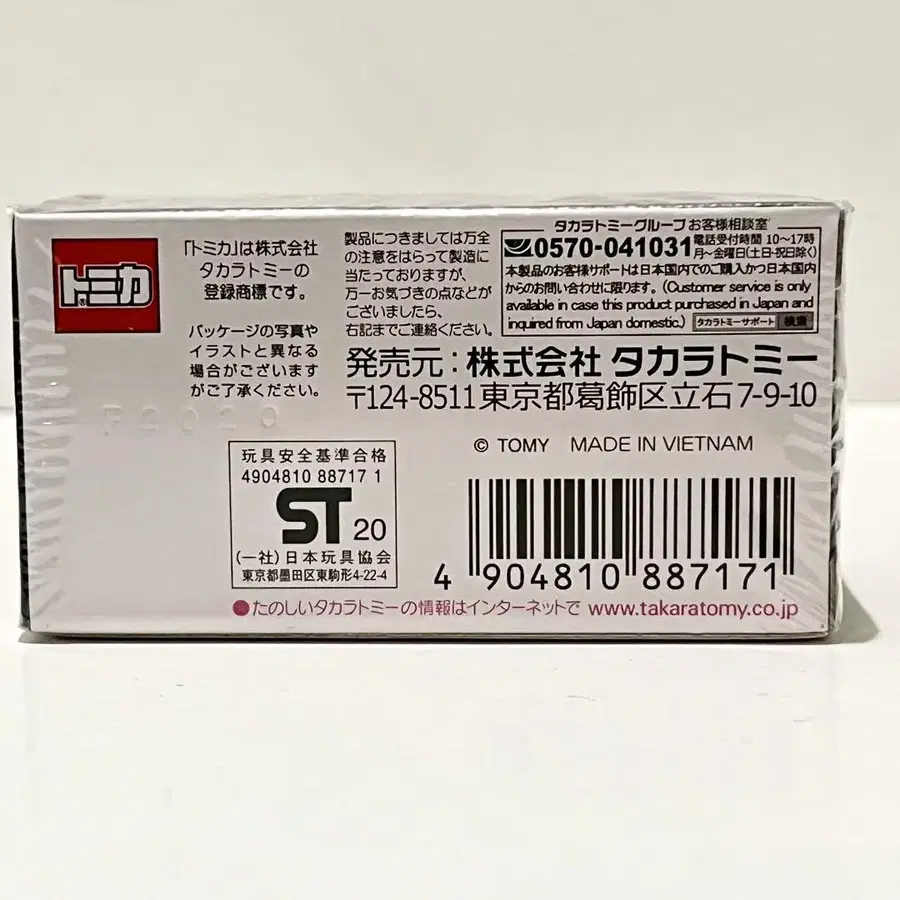 トミカ
「トミカ」は株式会社
タカラトミーの
登録商標です。
パッケージの写真や
イラストと異なる
場合がございます
がご了承ください。
製品につきましては万全
の注意をはらって製造に
当たっておりますが、
万一お気づきの点などが
ございましたら、
右記までご連絡ください。
タカラトミーグループお客様相談室
0570-041031 電話受付時間 10〜17時
月〜金曜日(土日・祝日除く)
本製品のお客様サポートは日本国内でのご購入かつ日本国内
からのお問い合わせに限ります。(Customer service is only
available in case this product purchased in Japan and
inquired from Japan domestic.) タカラトミーサポート 検索
発売元:株式会社 タカラトミー
〒124-8511東京都葛飾区立石7-9-10
© TOMY MADE IN VIETNAM
玩具安全基準合格
4904810 88717 1
ST 20
(一社)日本玩具協会
東京都墨田区東駒形4-22-4
4 904810 887171
●たのしいタカラトミーの情報はインターネットで www.takaratomy.co.jp